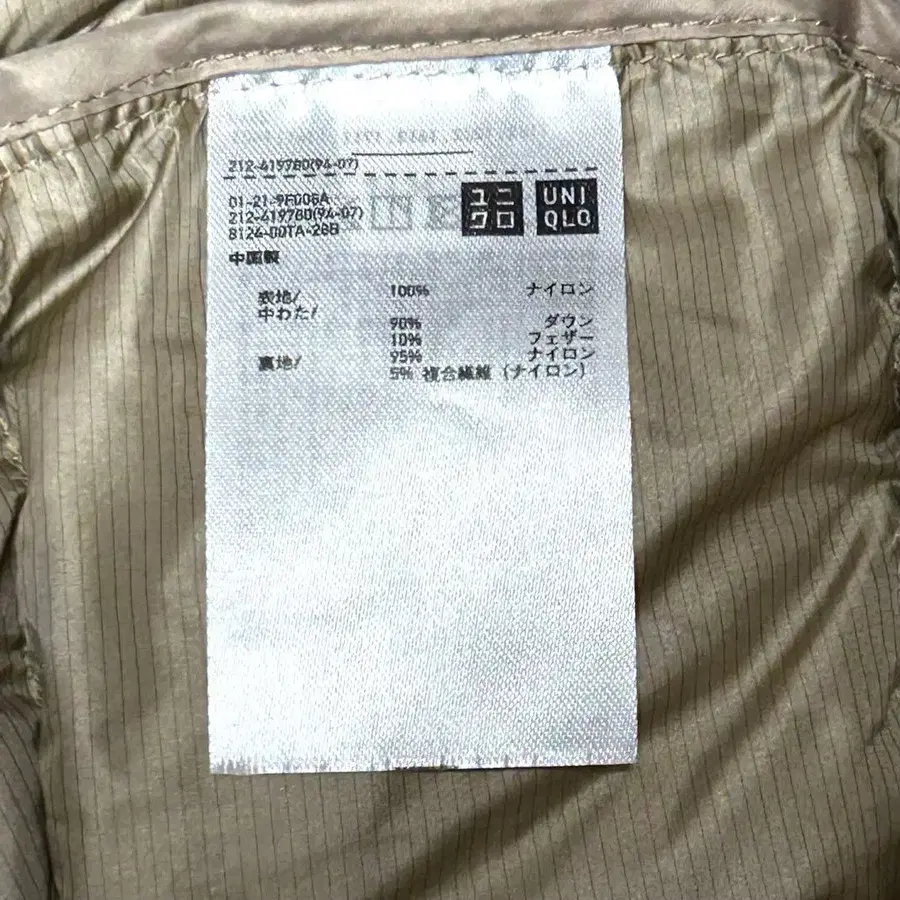 212-419780(94-07)
01-21-9F006A
212-419780(94-07)
8124-00TA-26B
ユニ
クロ
UNI
QLO
中国製
表地/ 100% ナイロン
中わた/
90% ダウン
10% フェザー
裏地/ 95% ナイロン
5% 複合繊維 (ナイロン)